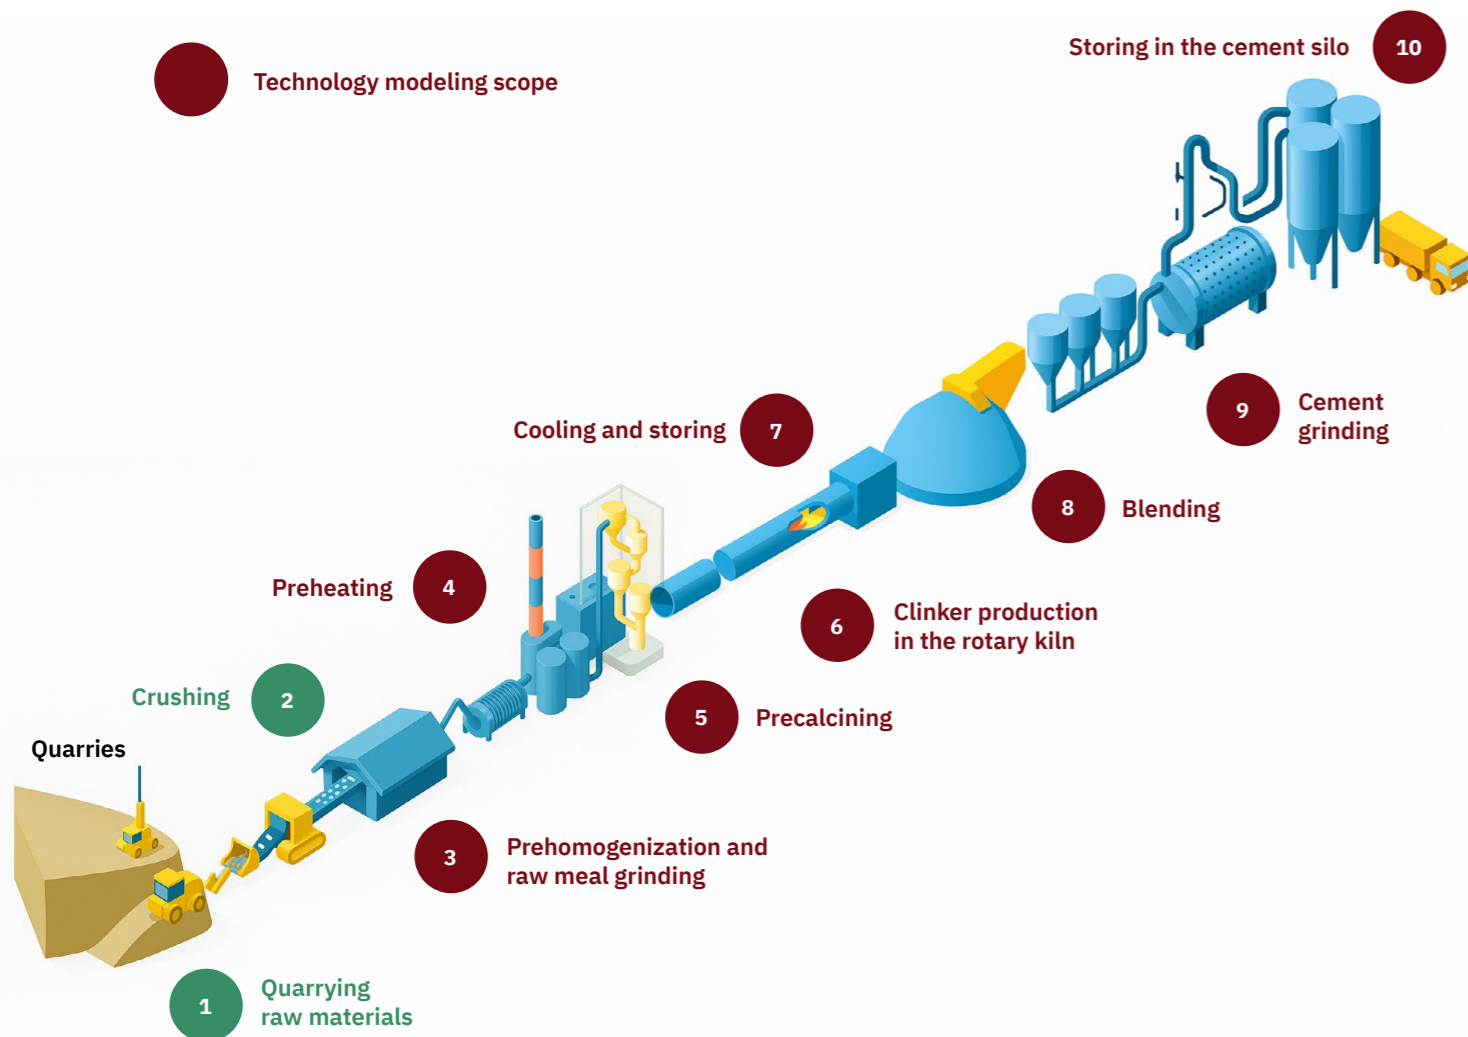 Technology modeling scope
Storing in the cement silo
10
Cement
grinding
9
Cooling and storing
7
8
Blending
Preheating
4
6
Clinker production
in the rotary kiln
Crushing
2
5
Precalcining
Quarries
3
Prehomogenization and
raw meal grinding
1
Quarrying
raw materials